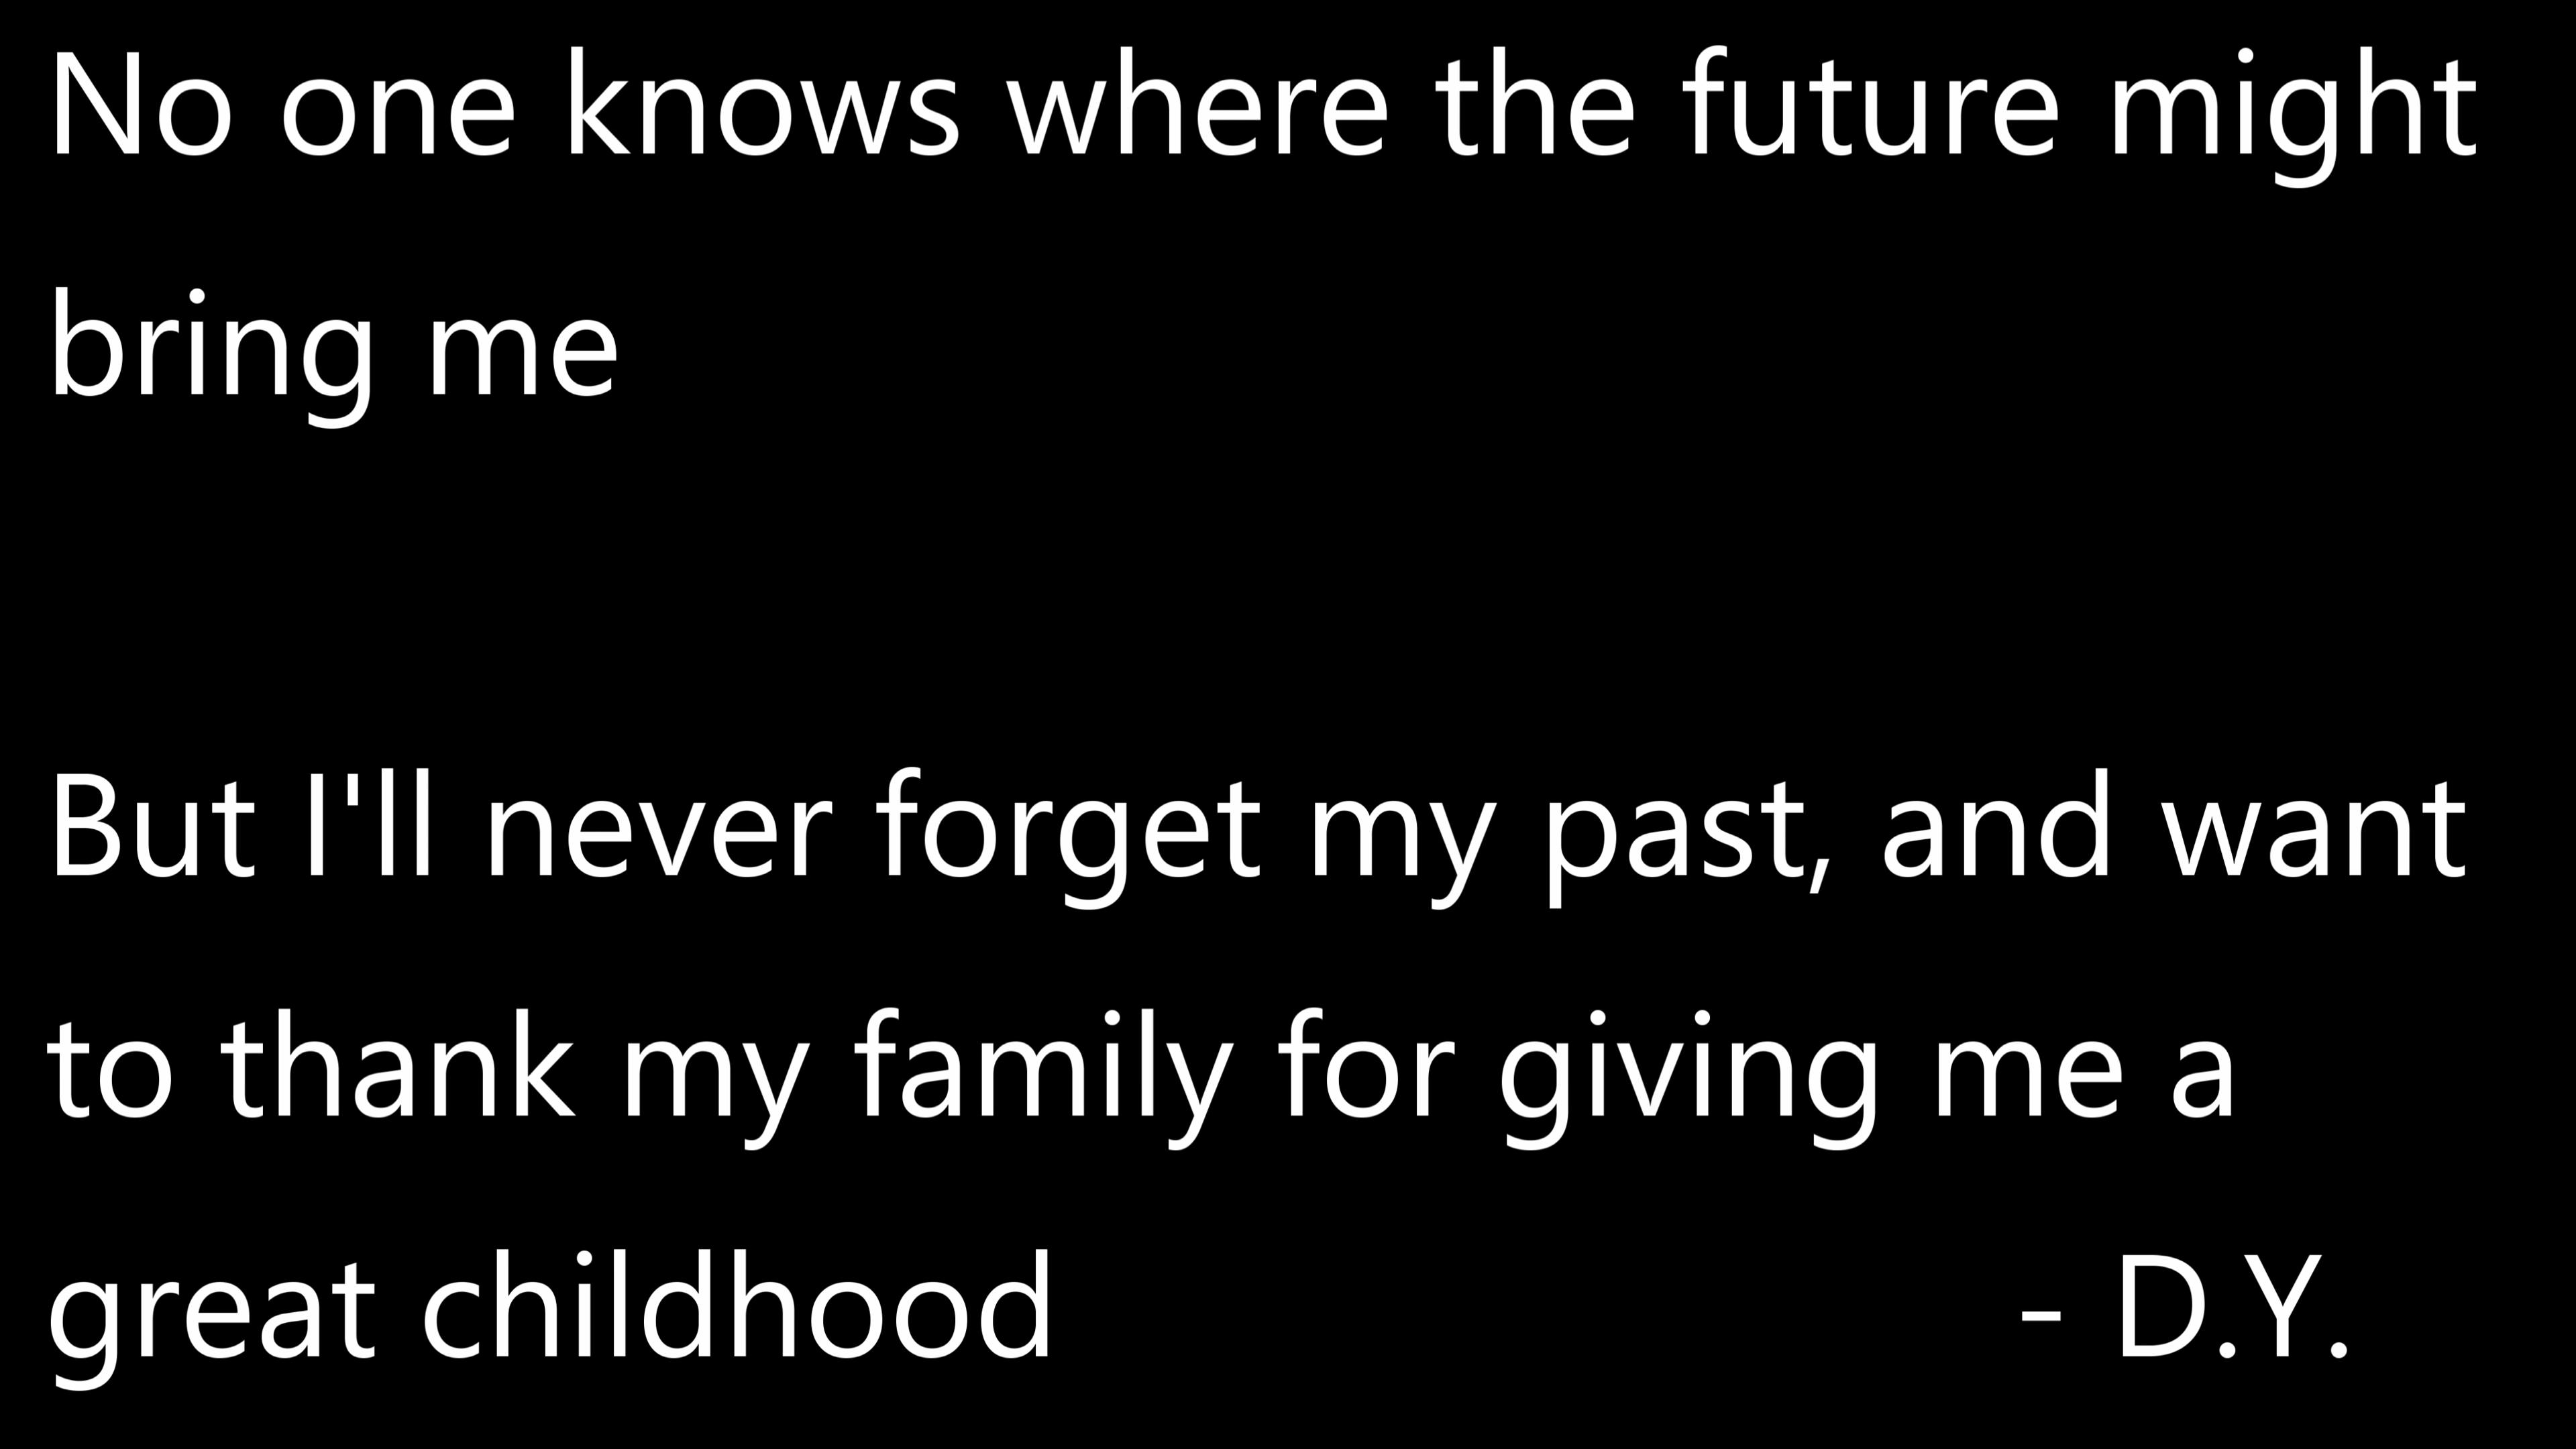 No one knows where the future might
bring me
But I'll never forget my past, and want
to thank my family for giving me a
great childhood - D.Y.